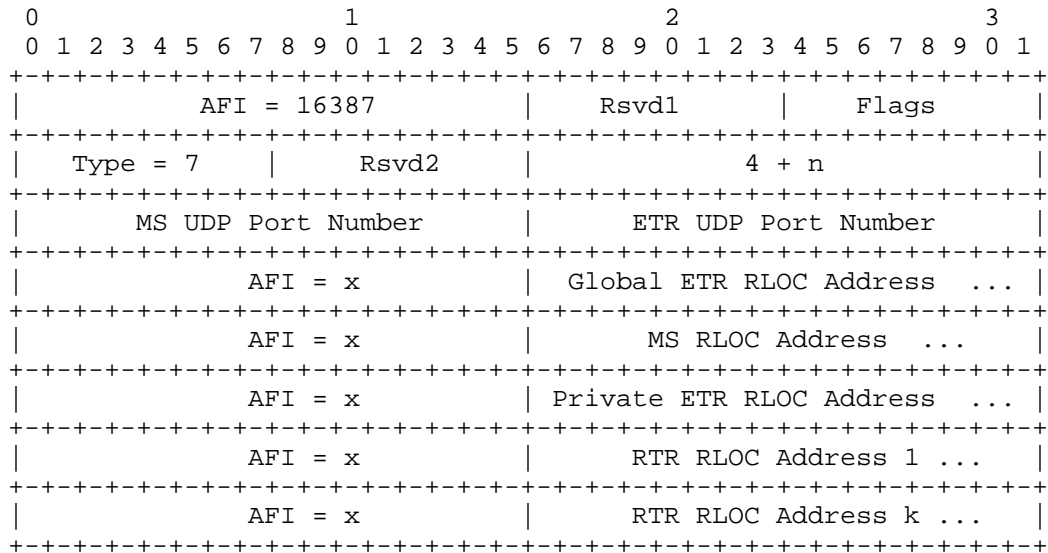 0                   1                   2                   3
 0 1 2 3 4 5 6 7 8 9 0 1 2 3 4 5 6 7 8 9 0 1 2 3 4 5 6 7 8 9 0 1
+-+-+-+-+-+-+-+-+-+-+-+-+-+-+-+-+-+-+-+-+-+-+-+-+-+-+-+-+-+-+-+-+
|           AFI = 16387         |     Rsvd1     |     Flags     |
+-+-+-+-+-+-+-+-+-+-+-+-+-+-+-+-+-+-+-+-+-+-+-+-+-+-+-+-+-+-+-+-+
|   Type = 7    |     Rsvd2     |             4 + n             |
+-+-+-+-+-+-+-+-+-+-+-+-+-+-+-+-+-+-+-+-+-+-+-+-+-+-+-+-+-+-+-+-+
|       MS UDP Port Number      |      ETR UDP Port Number      |
+-+-+-+-+-+-+-+-+-+-+-+-+-+-+-+-+-+-+-+-+-+-+-+-+-+-+-+-+-+-+-+-+
|              AFI = x          |  Global ETR RLOC Address  ... |
+-+-+-+-+-+-+-+-+-+-+-+-+-+-+-+-+-+-+-+-+-+-+-+-+-+-+-+-+-+-+-+-+
|              AFI = x          |       MS RLOC Address  ...    |
+-+-+-+-+-+-+-+-+-+-+-+-+-+-+-+-+-+-+-+-+-+-+-+-+-+-+-+-+-+-+-+-+
|              AFI = x          | Private ETR RLOC Address  ... |
+-+-+-+-+-+-+-+-+-+-+-+-+-+-+-+-+-+-+-+-+-+-+-+-+-+-+-+-+-+-+-+-+
|              AFI = x          |      RTR RLOC Address 1 ...   |
+-+-+-+-+-+-+-+-+-+-+-+-+-+-+-+-+-+-+-+-+-+-+-+-+-+-+-+-+-+-+-+-+
|              AFI = x          |      RTR RLOC Address k ...   |
+-+-+-+-+-+-+-+-+-+-+-+-+-+-+-+-+-+-+-+-+-+-+-+-+-+-+-+-+-+-+-+-+